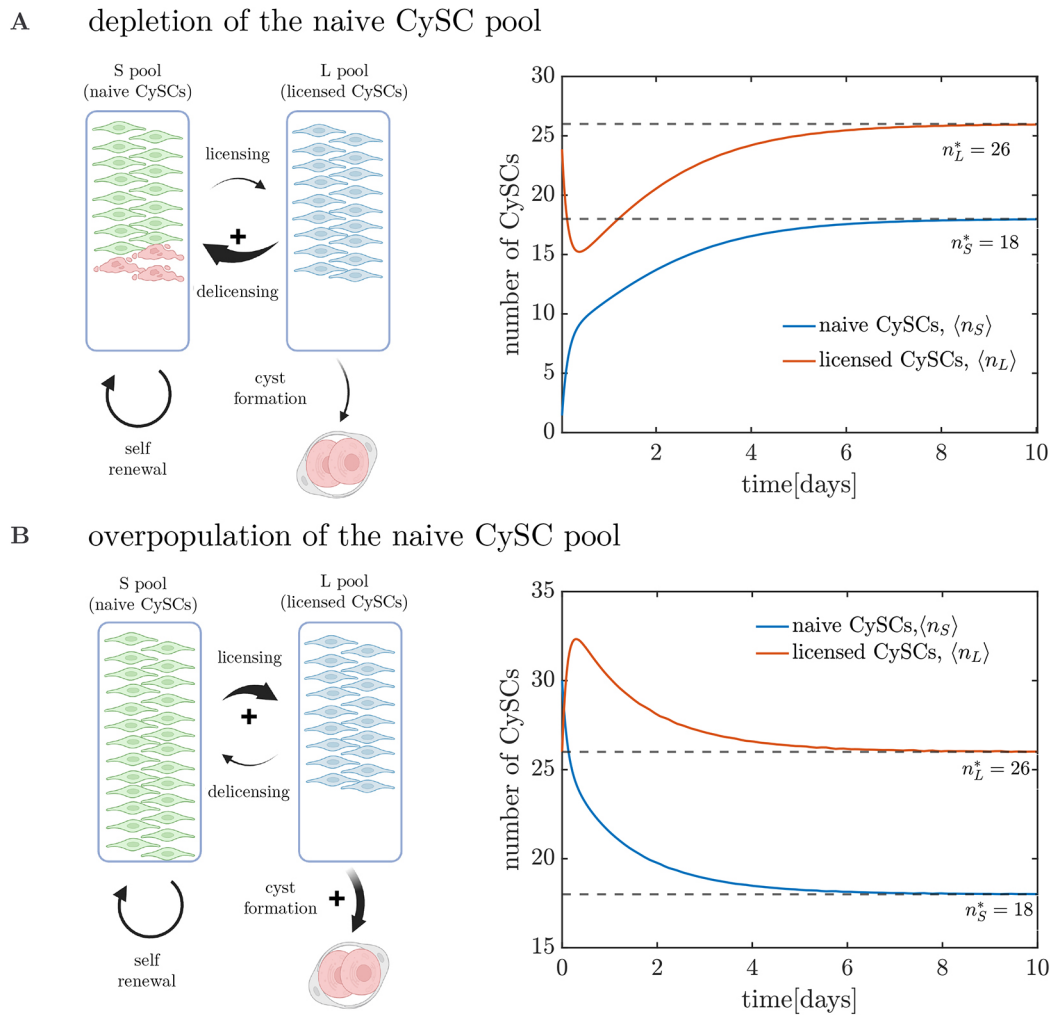 A
depletion of the naive CySC pool
S pool
(naive CySCs)
L pool
(licensed CySCs)
licensing
+
delicensing
cyst
formation
self
renewal
30
25
20
15
10
5
0
number of CySCs
n*L = 26
n*S = 18
naive CySCs, ⟨nS⟩
licensed CySCs, ⟨nL⟩
2
4
6
8
10
time[days]
B
overpopulation of the naive CySC pool
S pool
(naive CySCs)
L pool
(licensed CySCs)
licensing
+
delicensing
cyst
formation
+
self
renewal
35
30
25
20
15
number of CySCs
naive CySCs,⟨nS⟩
licensed CySCs, ⟨nL⟩
n*L = 26
n*S = 18
0
2
4
6
8
10
time[days]